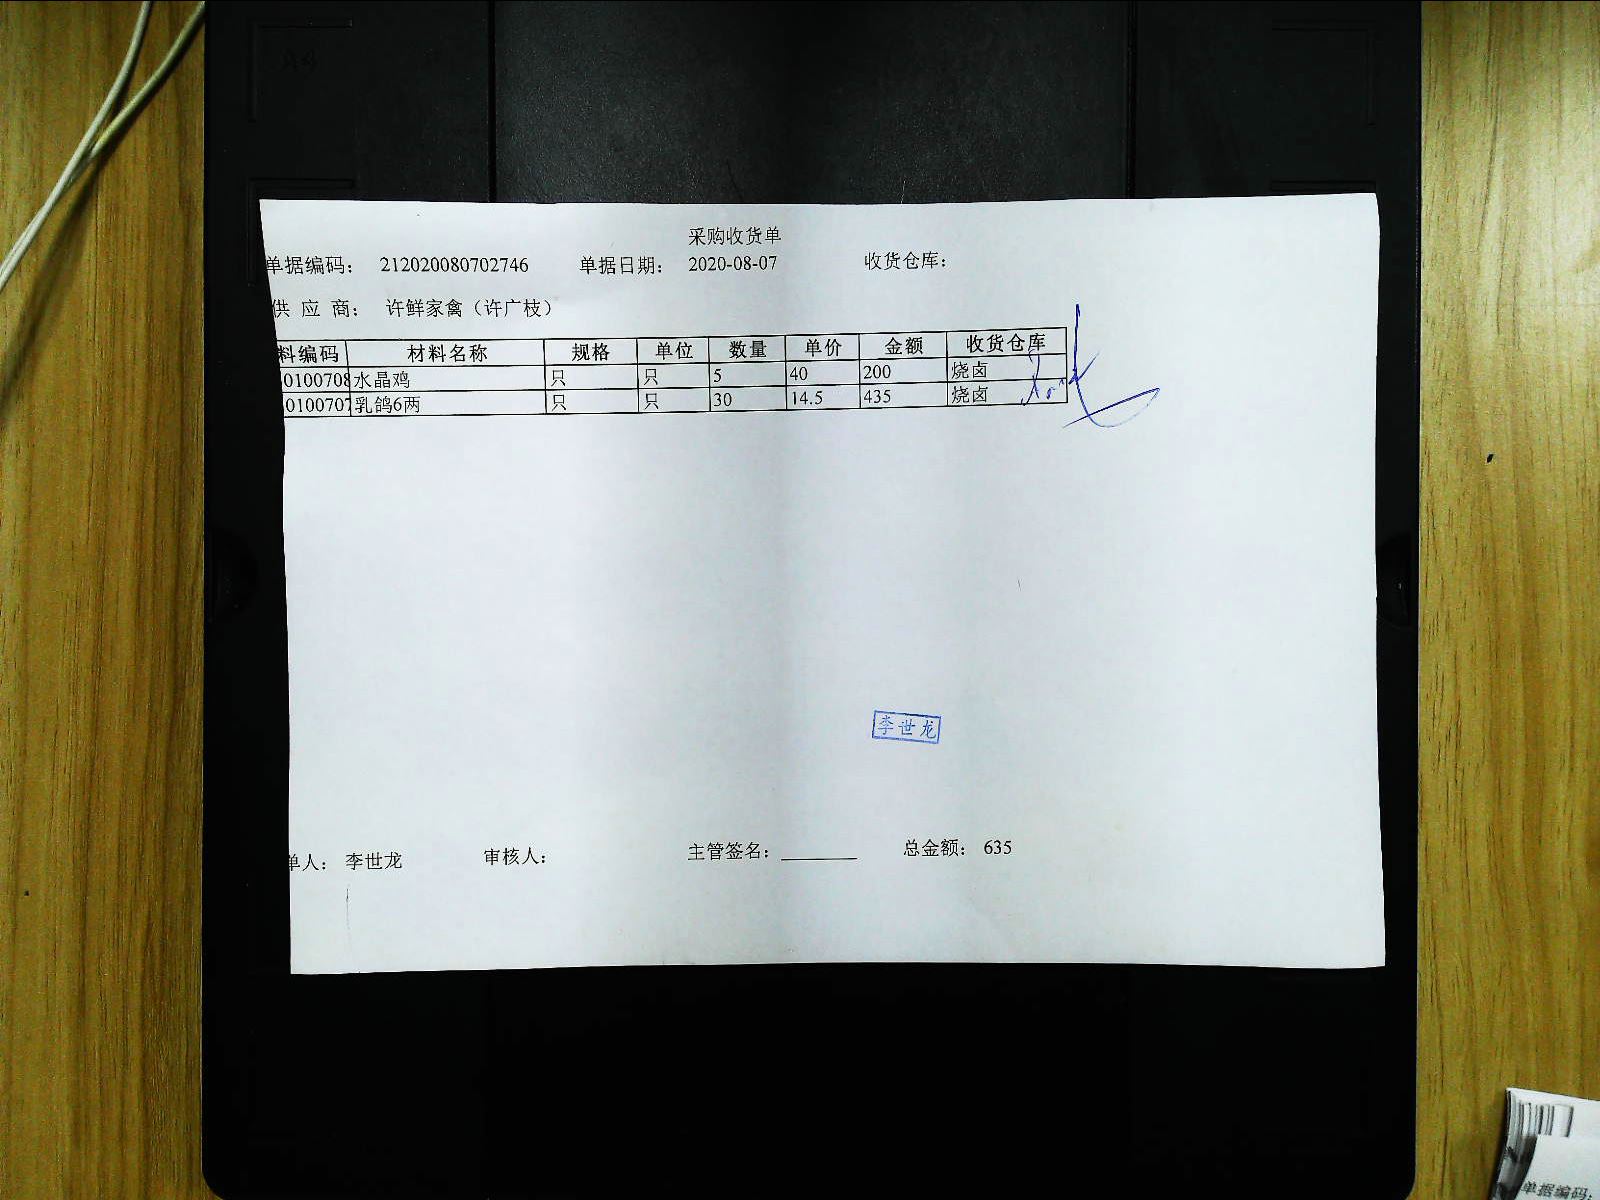 采购收货单
单据编码： 212020080702746 单据日期： 2020-08-07 收货仓库：
供 应 商： 许鲜家禽（许广枝）
料编码 材料名称 规格 单位 数量 单价 金额 收货仓库
0100708 水晶鸡 只 只 5 40 200 烧卤
0100707 乳鸽6两 只 只 30 14.5 435 烧卤
李世龙
单人： 李世龙 审核人： 主管签名： 总金额： 635
单据编码：